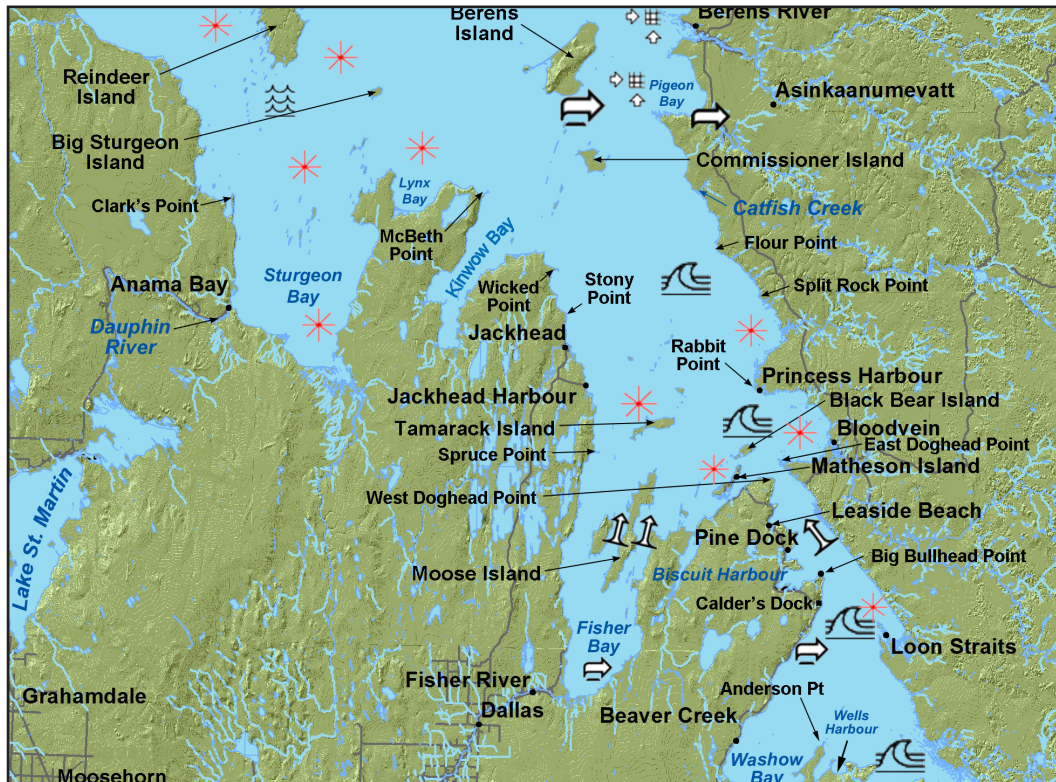 Berens
Island
Berens River
Reindeer
Island
Pigeon
Bay
Asinkaanumevatt
Big Sturgeon
Island
Commissioner Island
Lynx
Bay
Clark's Point
Catfish Creek
McBeth
Point
Kinwow Bay
Flour Point
Sturgeon
Bay
Anama Bay
Wicked
Point
Stony
Point
Split Rock Point
Dauphin
River
Jackhead
Rabbit
Point
Princess Harbour
Jackhead Harbour
Black Bear Island
Tamarack Island
Bloodvein
East Doghead Point
Spruce Point
Matheson Island
West Doghead Point
Lake St. Martin
Leaside Beach
Pine Dock
Big Bullhead Point
Moose Island
Biscuit Harbour
Calder's Dock
Fisher
Bay
Loon Straits
Grahamdale
Fisher River
Anderson Pt
Dallas
Beaver Creek
Wells
Harbour
Washow
Bay
Moosehorn